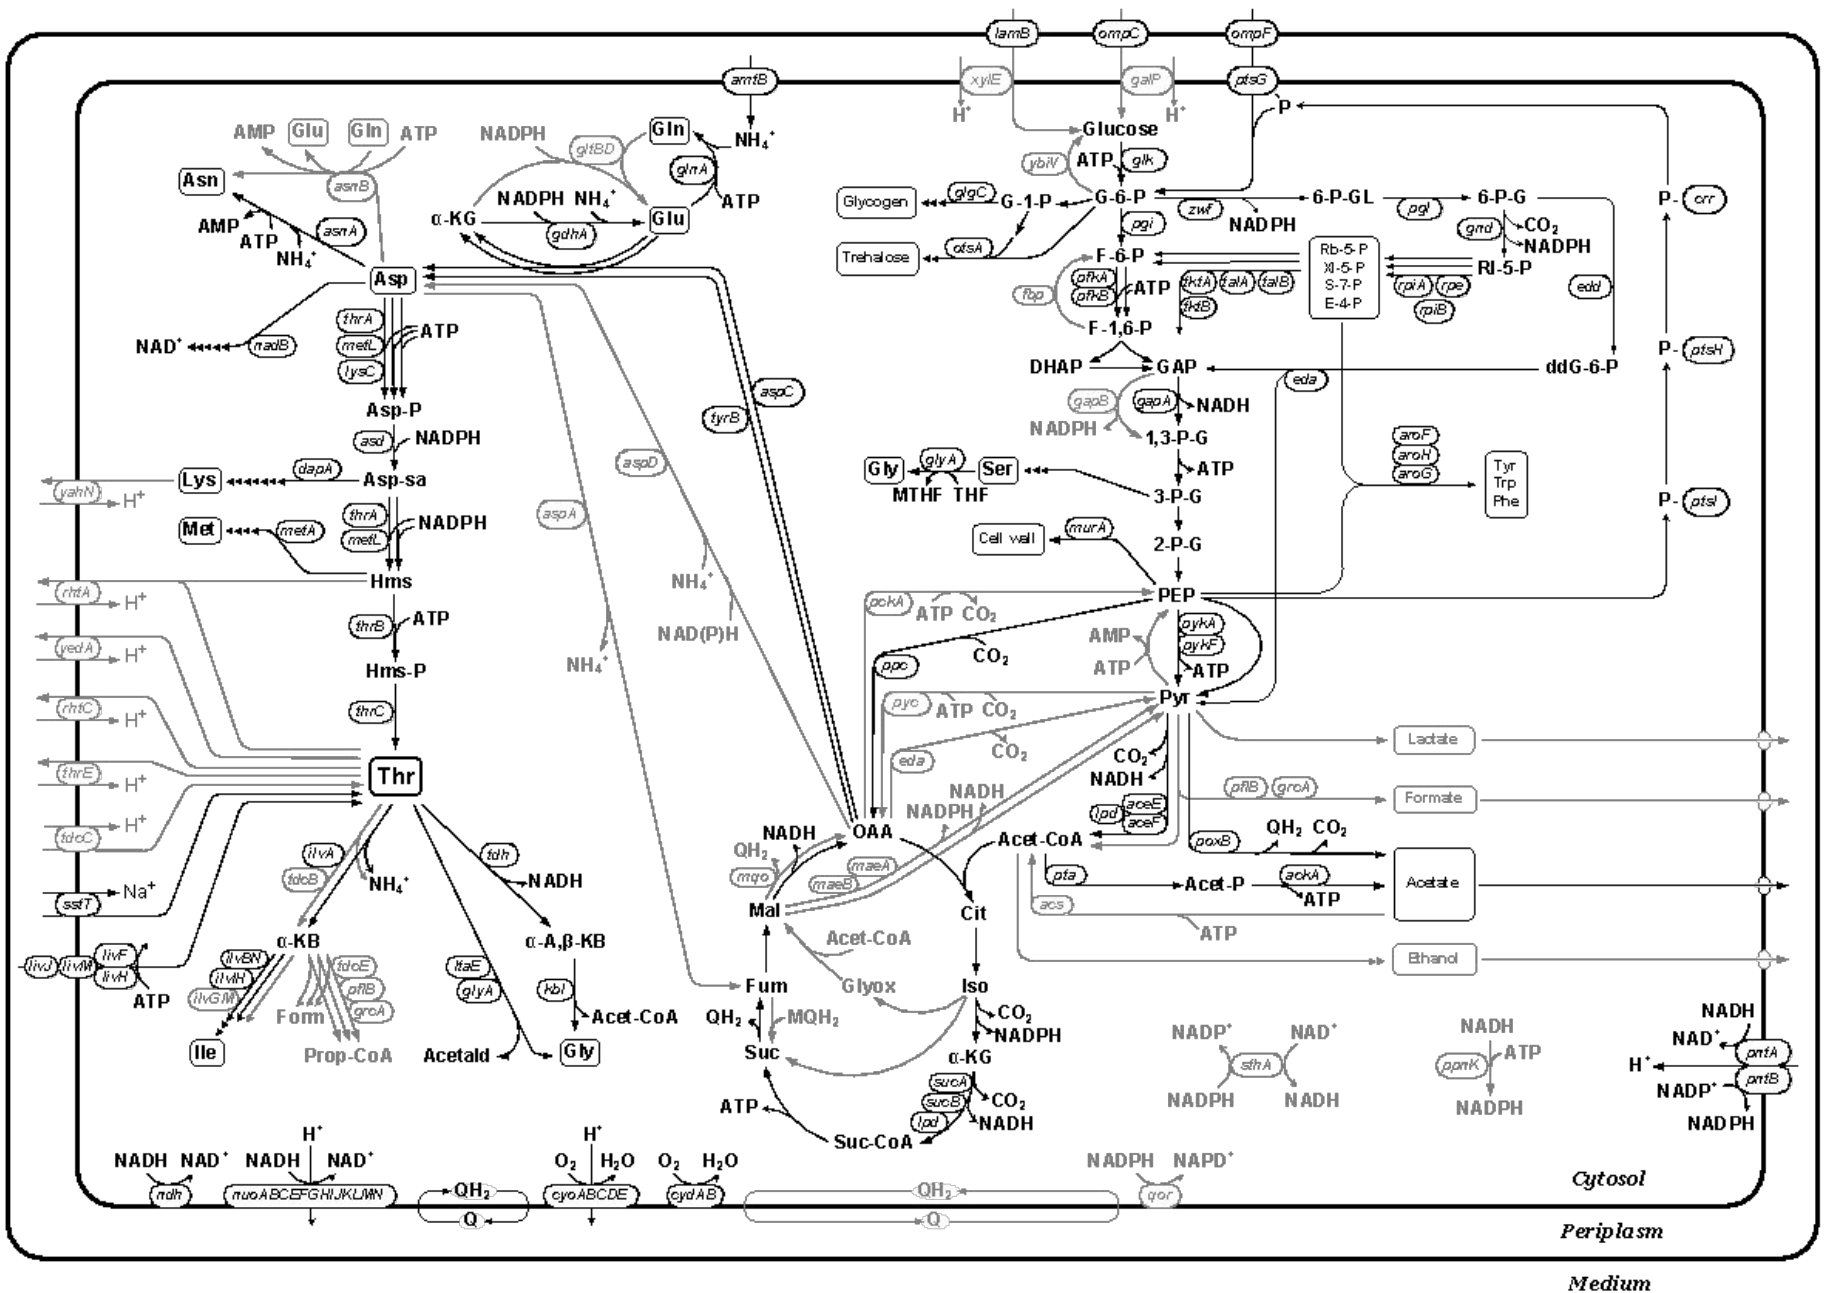 lamB ompC ompF
amtB xylE galP ptsG
H⁺ H⁺ P
AMP Glu Gln ATP NADPH gltBD Gln NH₄⁺ Glucose
asnB glnA ybiV ATP glk
Asn α-KG NADPH NH₄⁺ Glu ATP Glycogen glgC G-1-P G-6-P zwf NADPH 6-P-GL pgl 6-P-G P- crr
AMP ATP NH₄⁺ asnA gdhA pgi gnd CO₂ NADPH
Trehalose otsA F-6-P Rb-5-P Xl-5-P S-7-P E-4-P Rl-5-P
Asp fbp pfkA pfkB ATP tktA talA talB tktB rpiA rpe rpiB edd
thrA metL lysC ATP F-1,6-P
NAD⁺ nadB DHAP GAP eda ddG-6-P P- ptsH
Asp-P tyrB aspC gapB gapA NADH
asd NADPH aspD NADPH 1,3-P-G aroF aroH aroG
Lys dapA Asp-sa Gly glyA Ser ATP Tyr Trp Phe
yahN H⁺ MTHF THF 3-P-G P- ptsI
Met metA thrA metL NADPH aspA Cell wall murA 2-P-G
rhtA H⁺ Hms NH₄⁺ pckA ATP CO₂ PEP
thrB ATP NAD(P)H AMP pykA pykF
yedA H⁺ Hms-P NH₄⁺ ppc CO₂ ATP ATP
rhtC H⁺ thrC pyc ATP CO₂ Pyr
eda CO₂ CO₂ Lactate
thrE H⁺ Thr NADH NADPH NADH pflB grcA Formate
tdcC H⁺ NADH OAA lpd aceE aceF
QH₂ mqo maeB maeA Acet-CoA poxB QH₂ CO₂
ilvA tdcB NH₄⁺ tdh NADH pta Acet-P ackA ATP Acetate
sstT Na⁺ Mal Cit acs ATP
α-KB α-A,β-KB Acet-CoA
livJ livM livF livH ATP ilvBN ilvIH ilvGM tdcE pflB grcA ltaE glyA kbl Ethanol
Form Fum Glyox Iso
Acet-CoA QH₂ MQH₂ CO₂ NADPH NADP⁺ NAD⁺ NADH NADH
Ile Prop-CoA Acetald Gly Suc α-KG sthA ppnK ATP NAD⁺ pntA
H⁺
sucA sucB lpd CO₂ NADH NADPH NADH NADPH NADP⁺ pntB
ATP Suc-CoA NADPH
H⁺ H⁺
NADH NAD⁺ NADH NAD⁺ O₂ H₂O O₂ H₂O NADPH NAPD⁺
Cytosol
ndh nuoABCEFGHIJKLMN QH₂ cyoABCDE cydAB QH₂ qor
Q Q
Periplasm
Medium